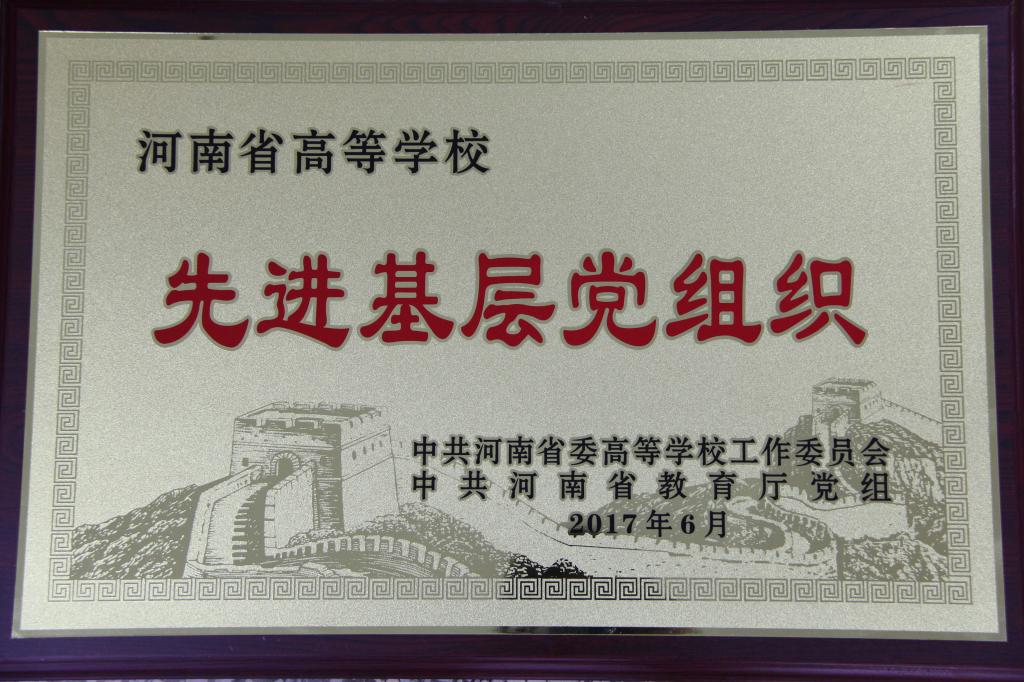 河南省高等学校
先进基层党组织
中共河南省委高等学校工作委员会
中共河南省教育厅党组
2017年6月